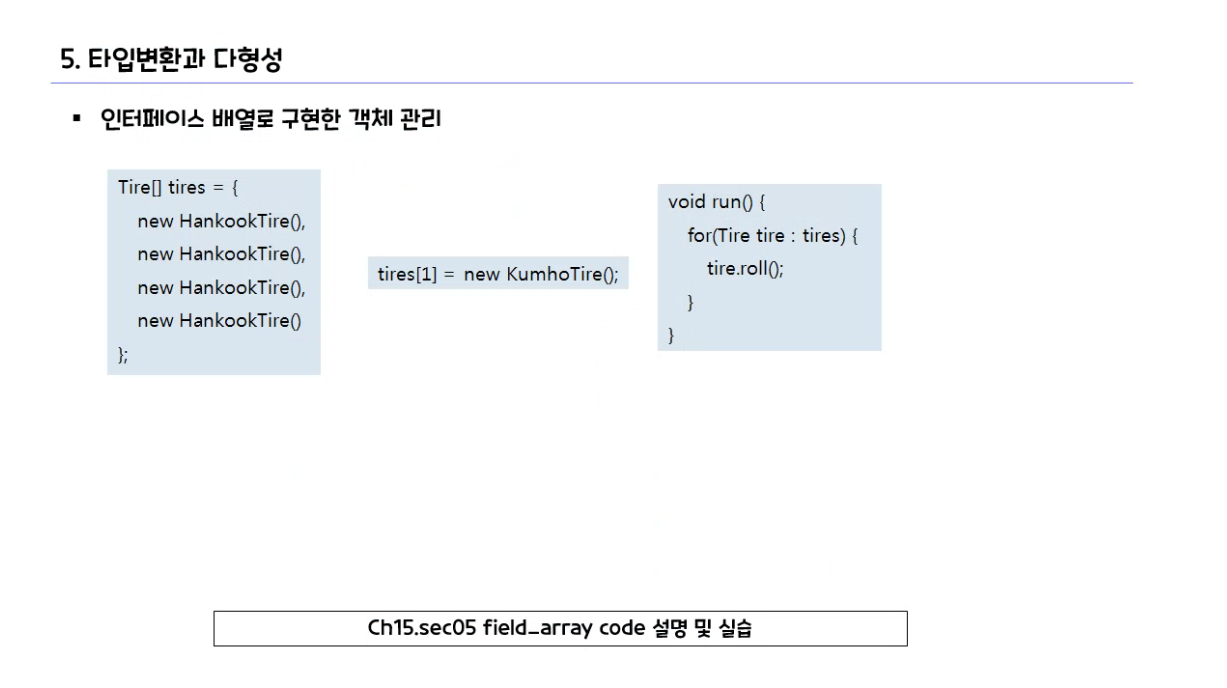 5. 타입변환과 다형성
▪ 인터페이스 배열로 구현한 객체 관리
Tire[] tires = {
new HankookTire(),
new HankookTire(),
new HankookTire(),
new HankookTire()
};
tires[1] = new KumhoTire();
void run() {
for(Tire tire : tires) {
tire.roll();
}
}
Ch15.sec05 field_array code 설명 및 실습